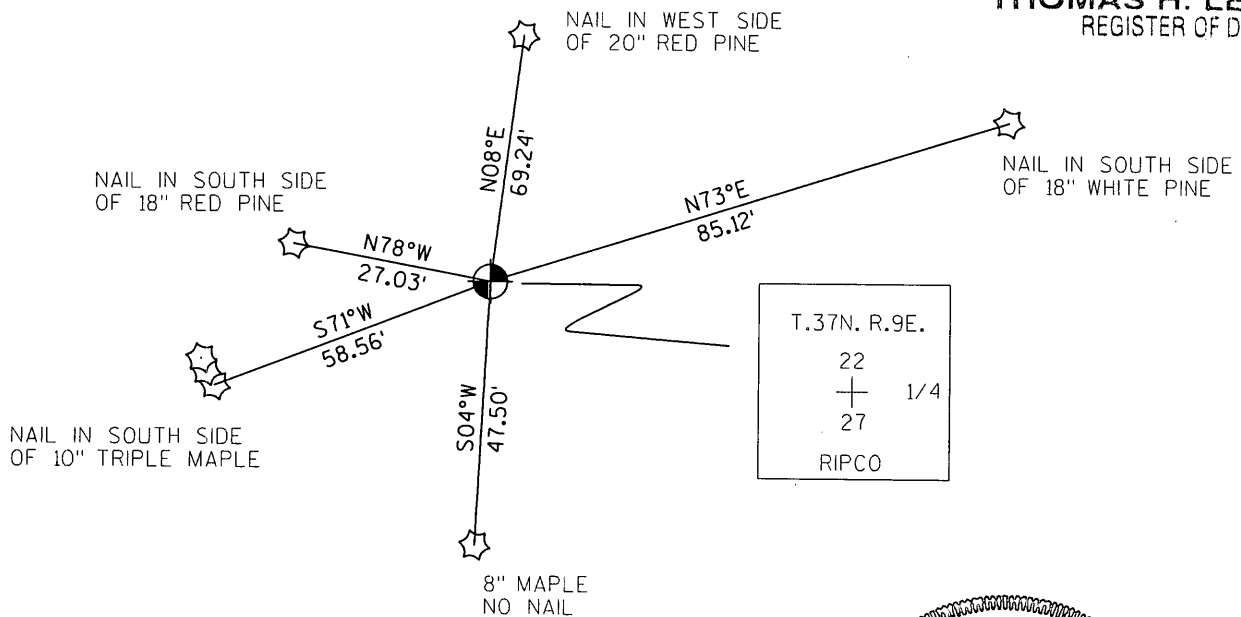 THOMAS H.
REGISTER OF
NAIL IN WEST SIDE
OF 20" RED PINE
N08°E
69.24'
NAIL IN SOUTH SIDE
OF 18" WHITE PINE
N73°E
85.12'
NAIL IN SOUTH SIDE
OF 18" RED PINE
N78°W
27.03'
S71°W
58.56'
NAIL IN SOUTH SIDE
OF 10" TRIPLE MAPLE
S04°W
47.50'
8" MAPLE
NO NAIL
T.37N. R.9E.
22
1/4
27
RIPCO